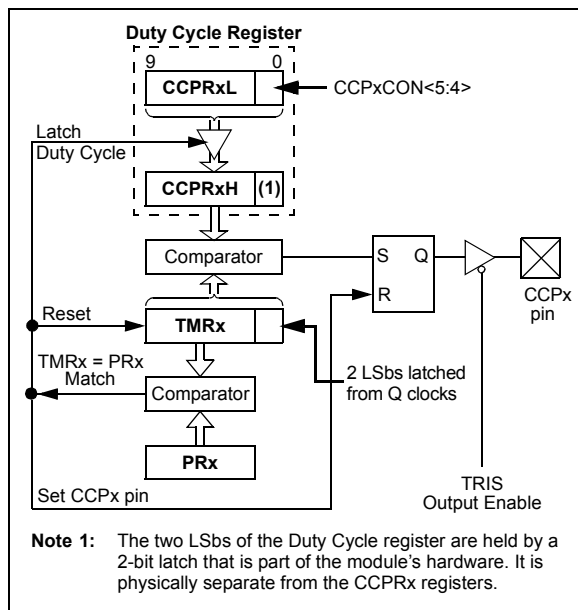 Duty Cycle Register
9 0
CCPRxL
CCPxCON<5:4>
Latch
Duty Cycle
CCPRxH (1)
Comparator
S Q
R
CCPx
pin
Reset
TMRx
TMRx = PRx
Match
2 LSbs latched
from Q clocks
Comparator
PRx
Set CCPx pin
TRIS
Output Enable
Note 1: The two LSbs of the Duty Cycle register are held by a
2-bit latch that is part of the module's hardware. It is
physically separate from the CCPRx registers.